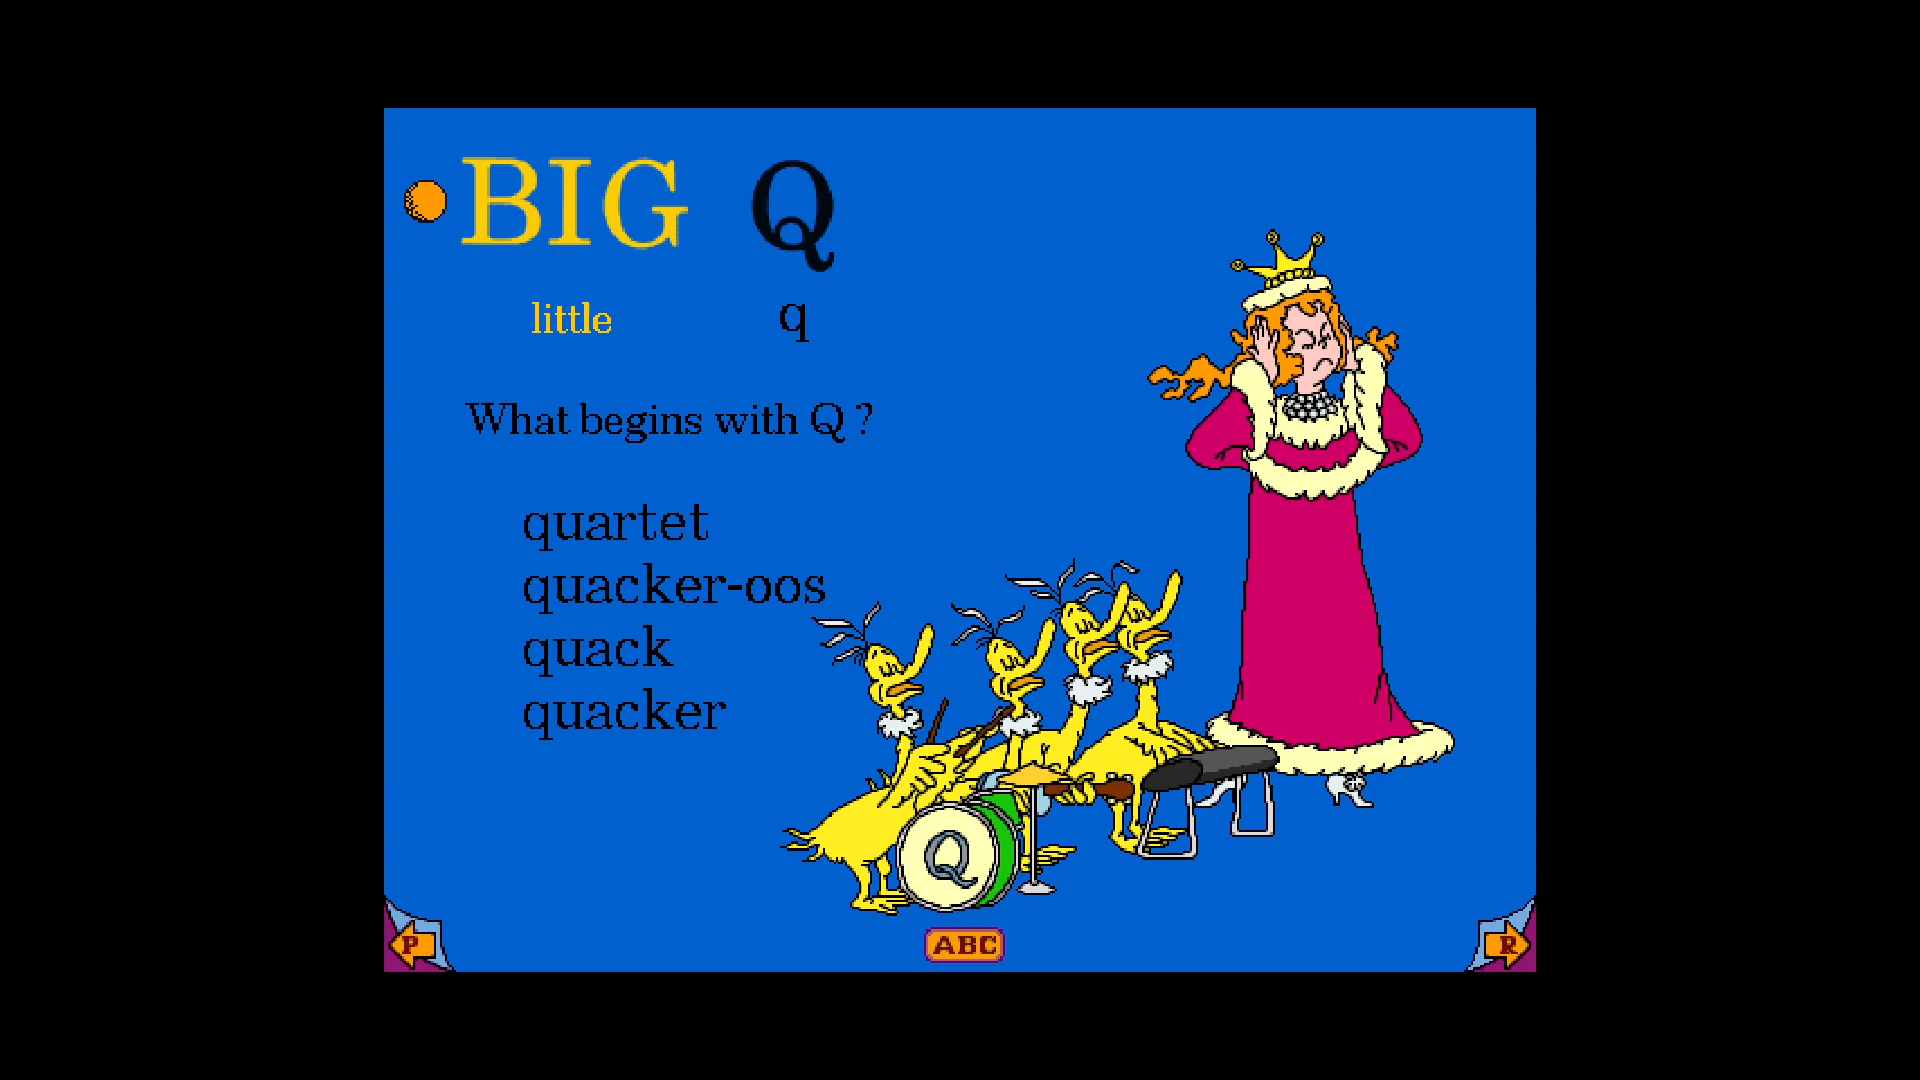 BIG Q
little q
What begins with Q ?
quartet
quacker-oos
quack
quacker
Q
P
ABC
R